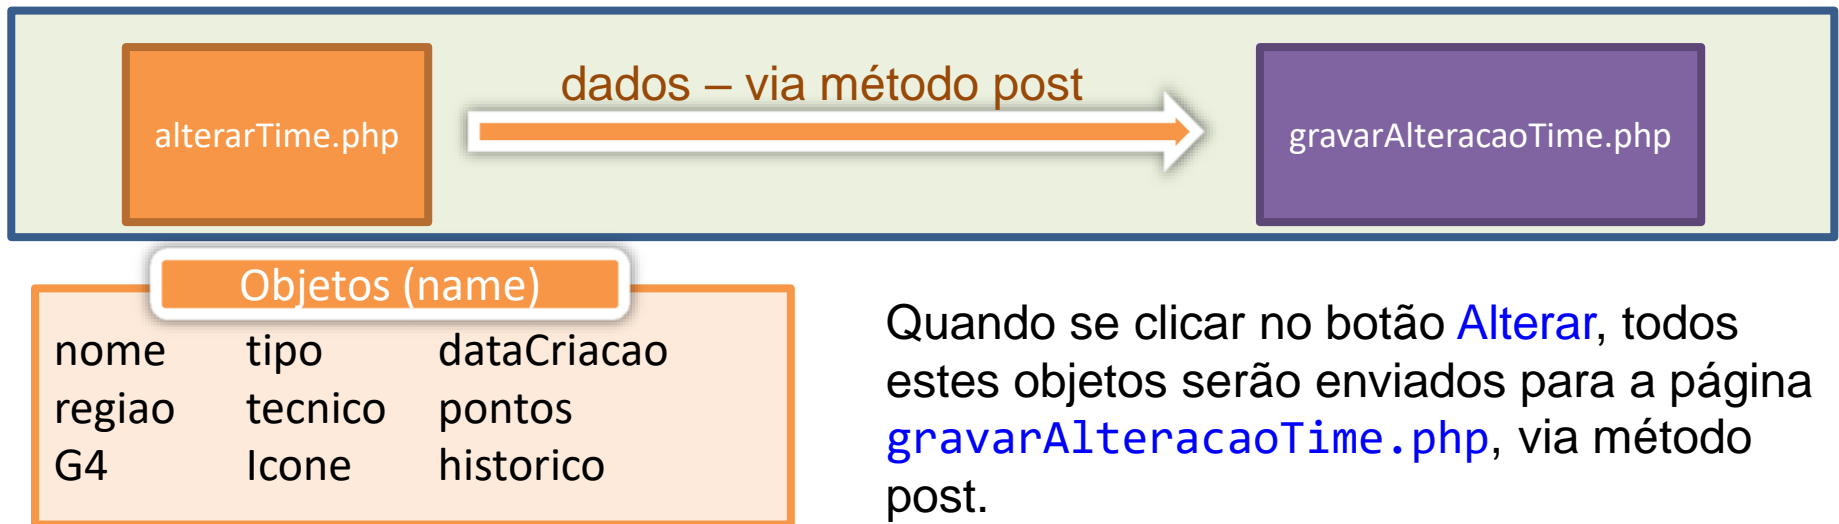 dados – via método post
alterarTime.php
gravarAlteracaoTime.php
Objetos (name)
nome tipo dataCriacao
regiao tecnico pontos
G4 Icone historico
Quando se clicar no botão Alterar, todos
estes objetos serão enviados para a página
gravarAlteracaoTime.php, via método
post.